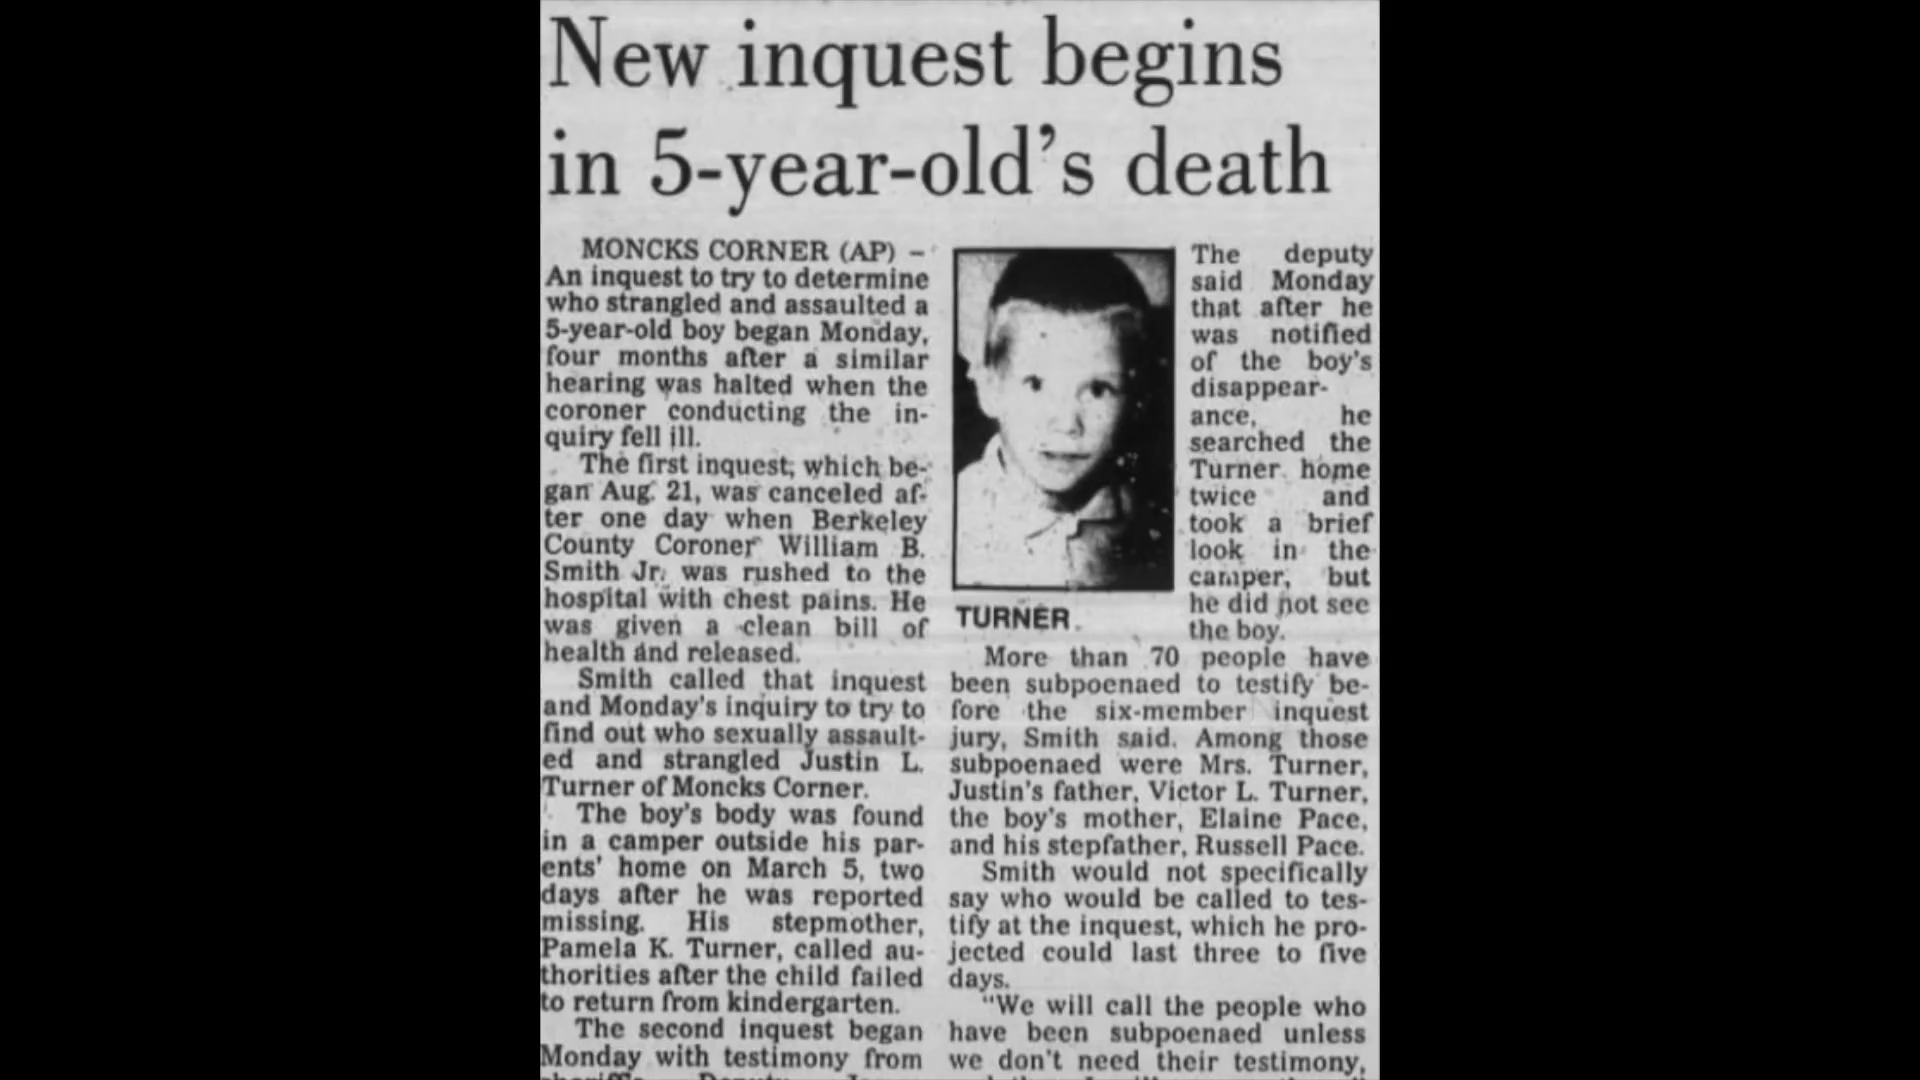 New inquest begins
in 5-year-old's death
MONCKS CORNER (AP) –
An inquest to try to determine
who strangled and assaulted a
5-year-old boy began Monday,
four months after a similar
hearing was halted when the
coroner conducting the in-
quiry fell ill.
The first inquest, which be-
gan Aug. 21, was canceled af-
ter one day when Berkeley
County Coroner William B.
Smith Jr. was rushed to the
hospital with chest pains. He
was given a clean bill of
health and released.
Smith called that inquest
and Monday's inquiry to try to
find out who sexually assault-
ed and strangled Justin L.
Turner of Moncks Corner.
The boy's body was found
in a camper outside his par-
ents' home on March 5, two
days after he was reported
missing. His stepmother,
Pamela K. Turner, called au-
thorities after the child failed
to return from kindergarten.
The second inquest began
Monday with testimony from
TURNER
The deputy
said Monday
that after he
was notified
of the boy's
disappear-
ance, he
searched the
Turner home
twice and
took a brief
look in the
camper, but
he did not see
the boy.
More than 70 people have
been subpoenaed to testify be-
fore the six-member inquest
jury, Smith said. Among those
subpoenaed were Mrs. Turner,
Justin's father, Victor L. Turner,
the boy's mother, Elaine Pace,
and his stepfather, Russell Pace.
Smith would not specifically
say who would be called to tes-
tify at the inquest, which he pro-
jected could last three to five
days.
"We will call the people who
have been subpoenaed unless
we don't need their testimony,